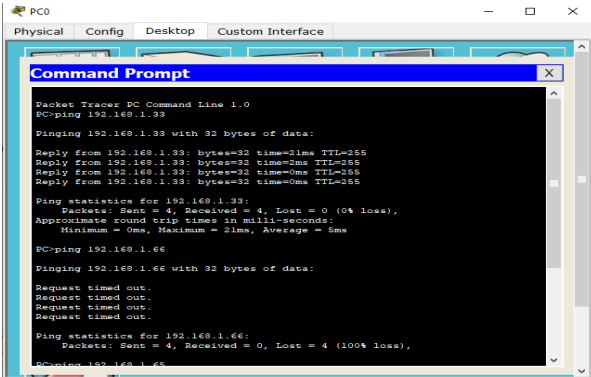 PC0
Physical Config Desktop Custom Interface
Command Prompt
X
Packet Tracer PC Command Line 1.0
PC>ping 192.168.1.33
Pinging 192.168.1.33 with 32 bytes of data:
Reply from 192.168.1.33: bytes=32 time=21ms TTL=255
Reply from 192.168.1.33: bytes=32 time=2ms TTL=255
Reply from 192.168.1.33: bytes=32 time=0ms TTL=255
Reply from 192.168.1.33: bytes=32 time=0ms TTL=255
Ping statistics for 192.168.1.33:
Packets: Sent = 4, Received = 4, Lost = 0 (0% loss),
Approximate round trip times in milli-seconds:
Minimum = 0ms, Maximum = 21ms, Average = 5ms
PC>ping 192.168.1.66
Pinging 192.168.1.66 with 32 bytes of data:
Request timed out.
Request timed out.
Request timed out.
Request timed out.
Ping statistics for 192.168.1.66:
Packets: Sent = 4, Received = 0, Lost = 4 (100% loss),
PC>ping 192.168.1.65